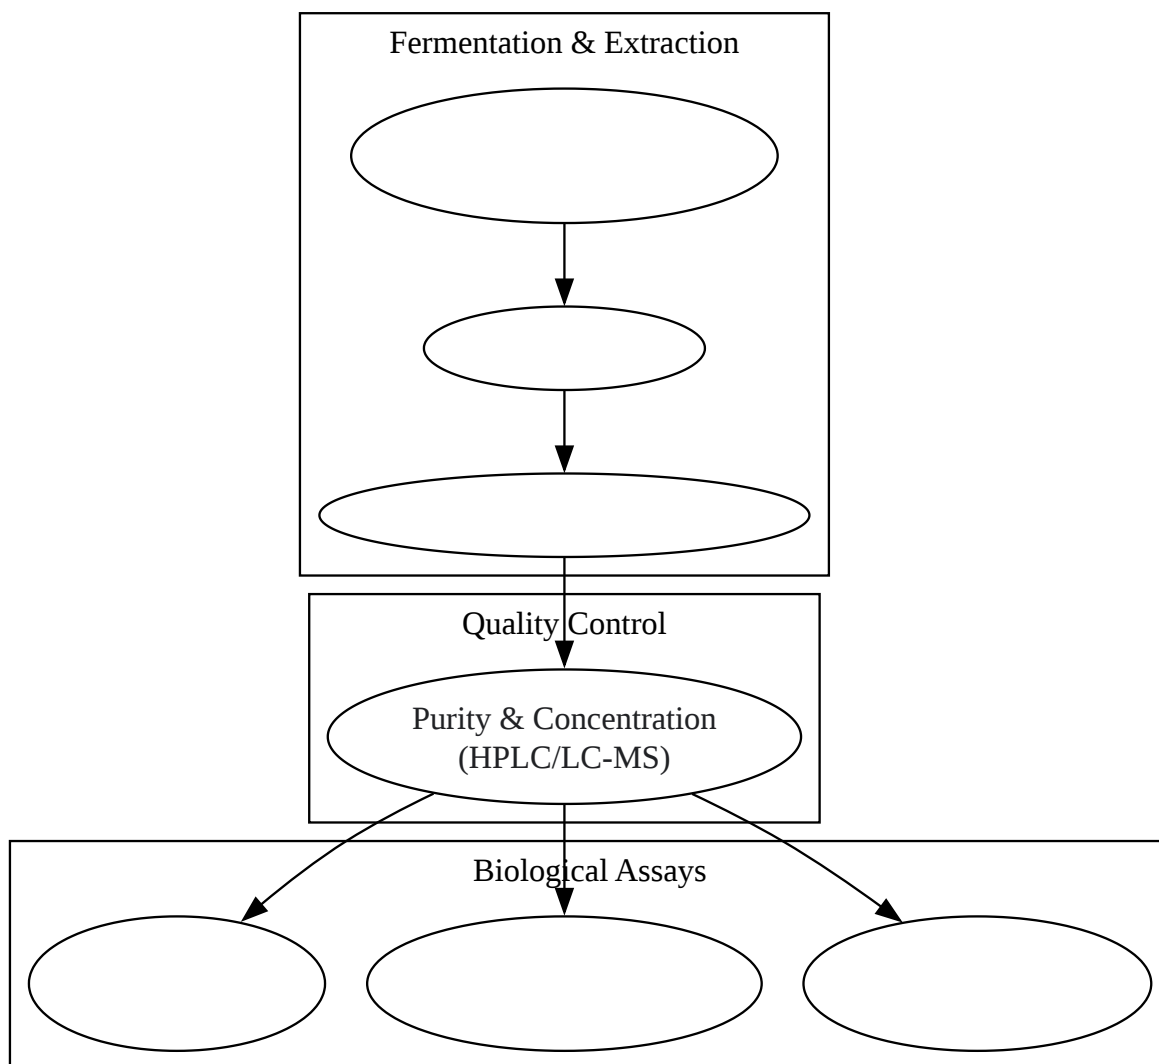 Fermentation & Extraction
Quality Control
Purity & Concentration
(HPLC/LC-MS)
Biological Assays